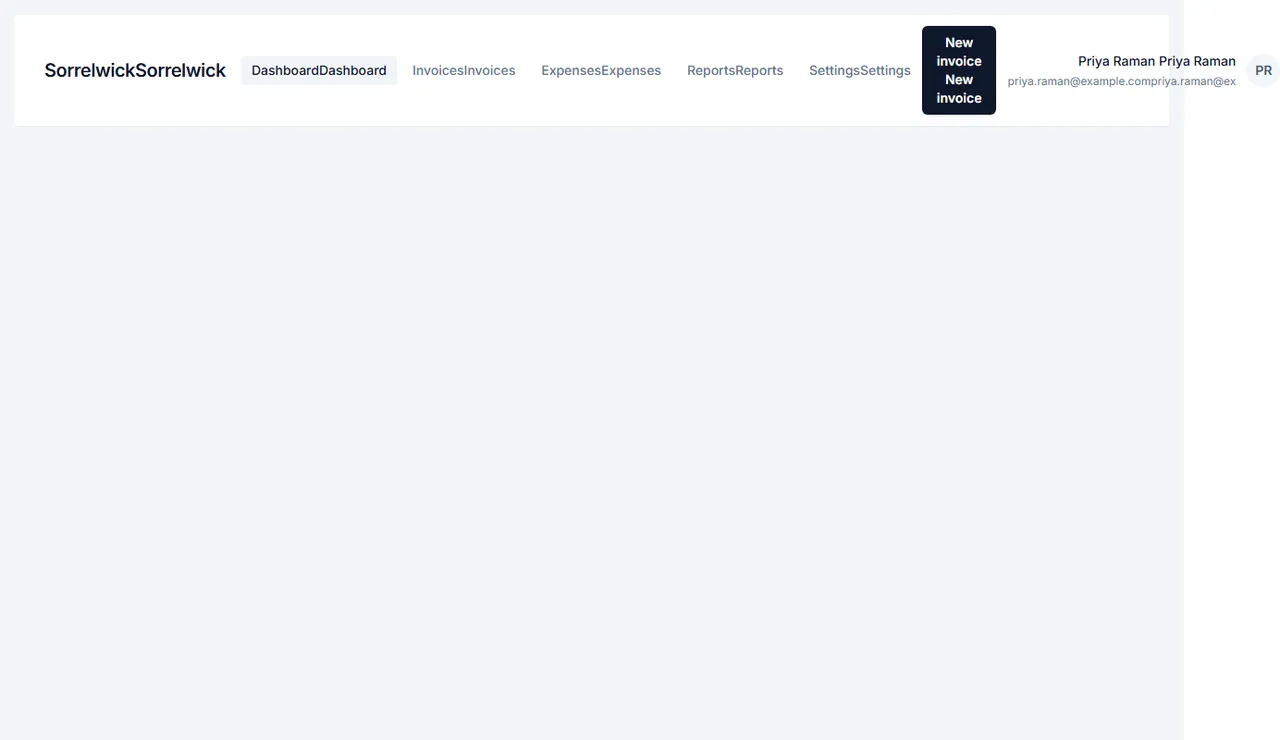 SorrelwickSorrelwick
DashboardDashboard
InvoicesInvoices
ExpensesExpenses
ReportsReports
SettingsSettings
New
invoice
New
invoice
Priya Raman Priya Raman
priya.raman@example.compriya.raman@ex
PR